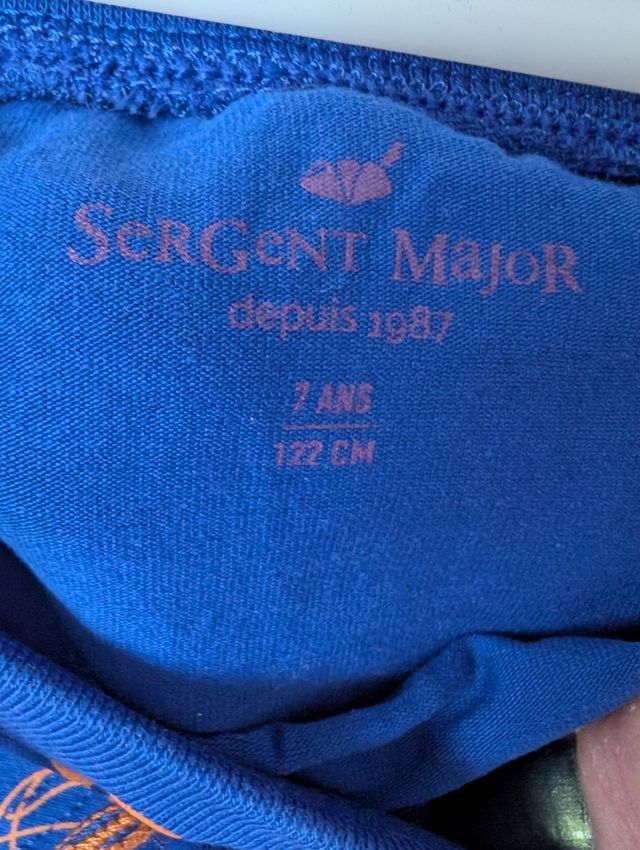 SeRGeNT MaJoR
depuis 1987
7 ANS
122 CM